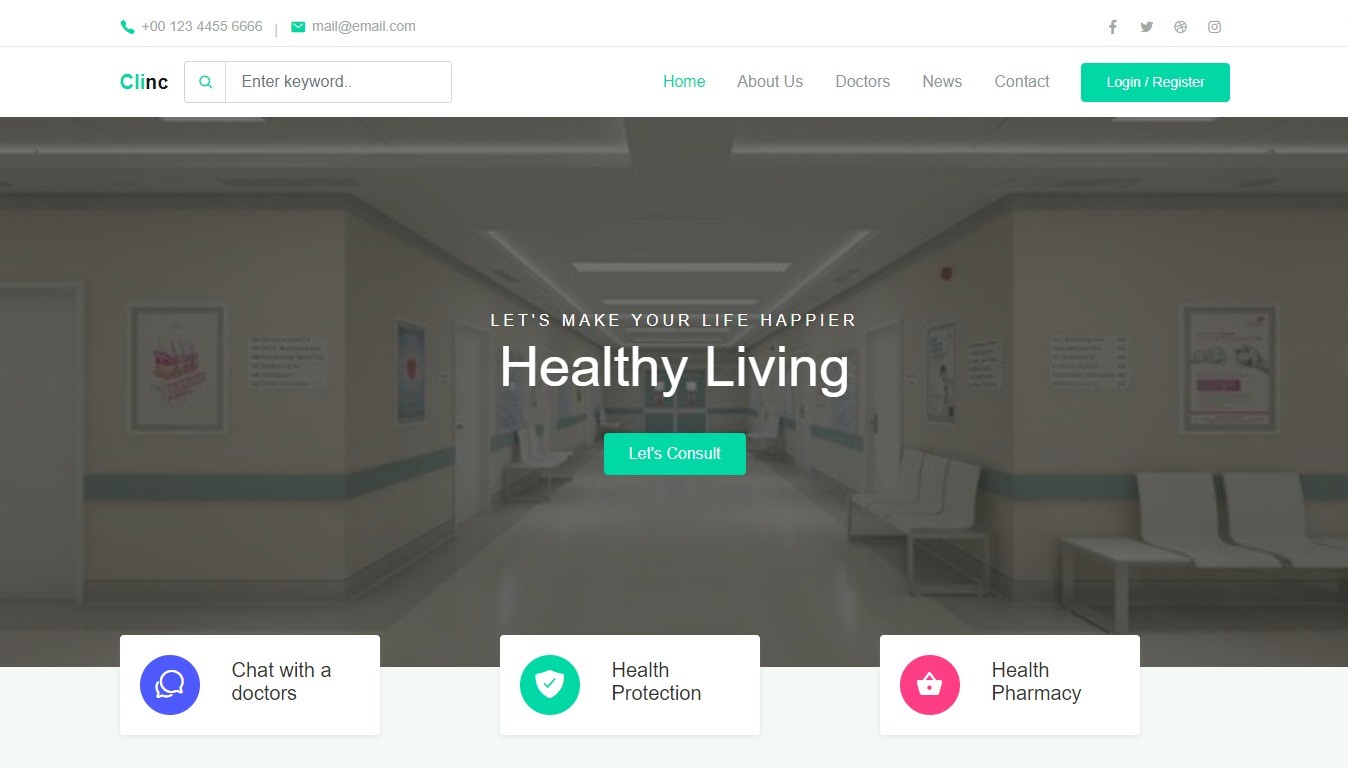 +00 123 4455 6666 | mail@email.com
Clinc
Enter keyword..
Home About Us Doctors News Contact Login / Register
LET'S MAKE YOUR LIFE HAPPIER
Healthy Living
Let's Consult
Chat with a
doctors
Health
Protection
Health
Pharmacy